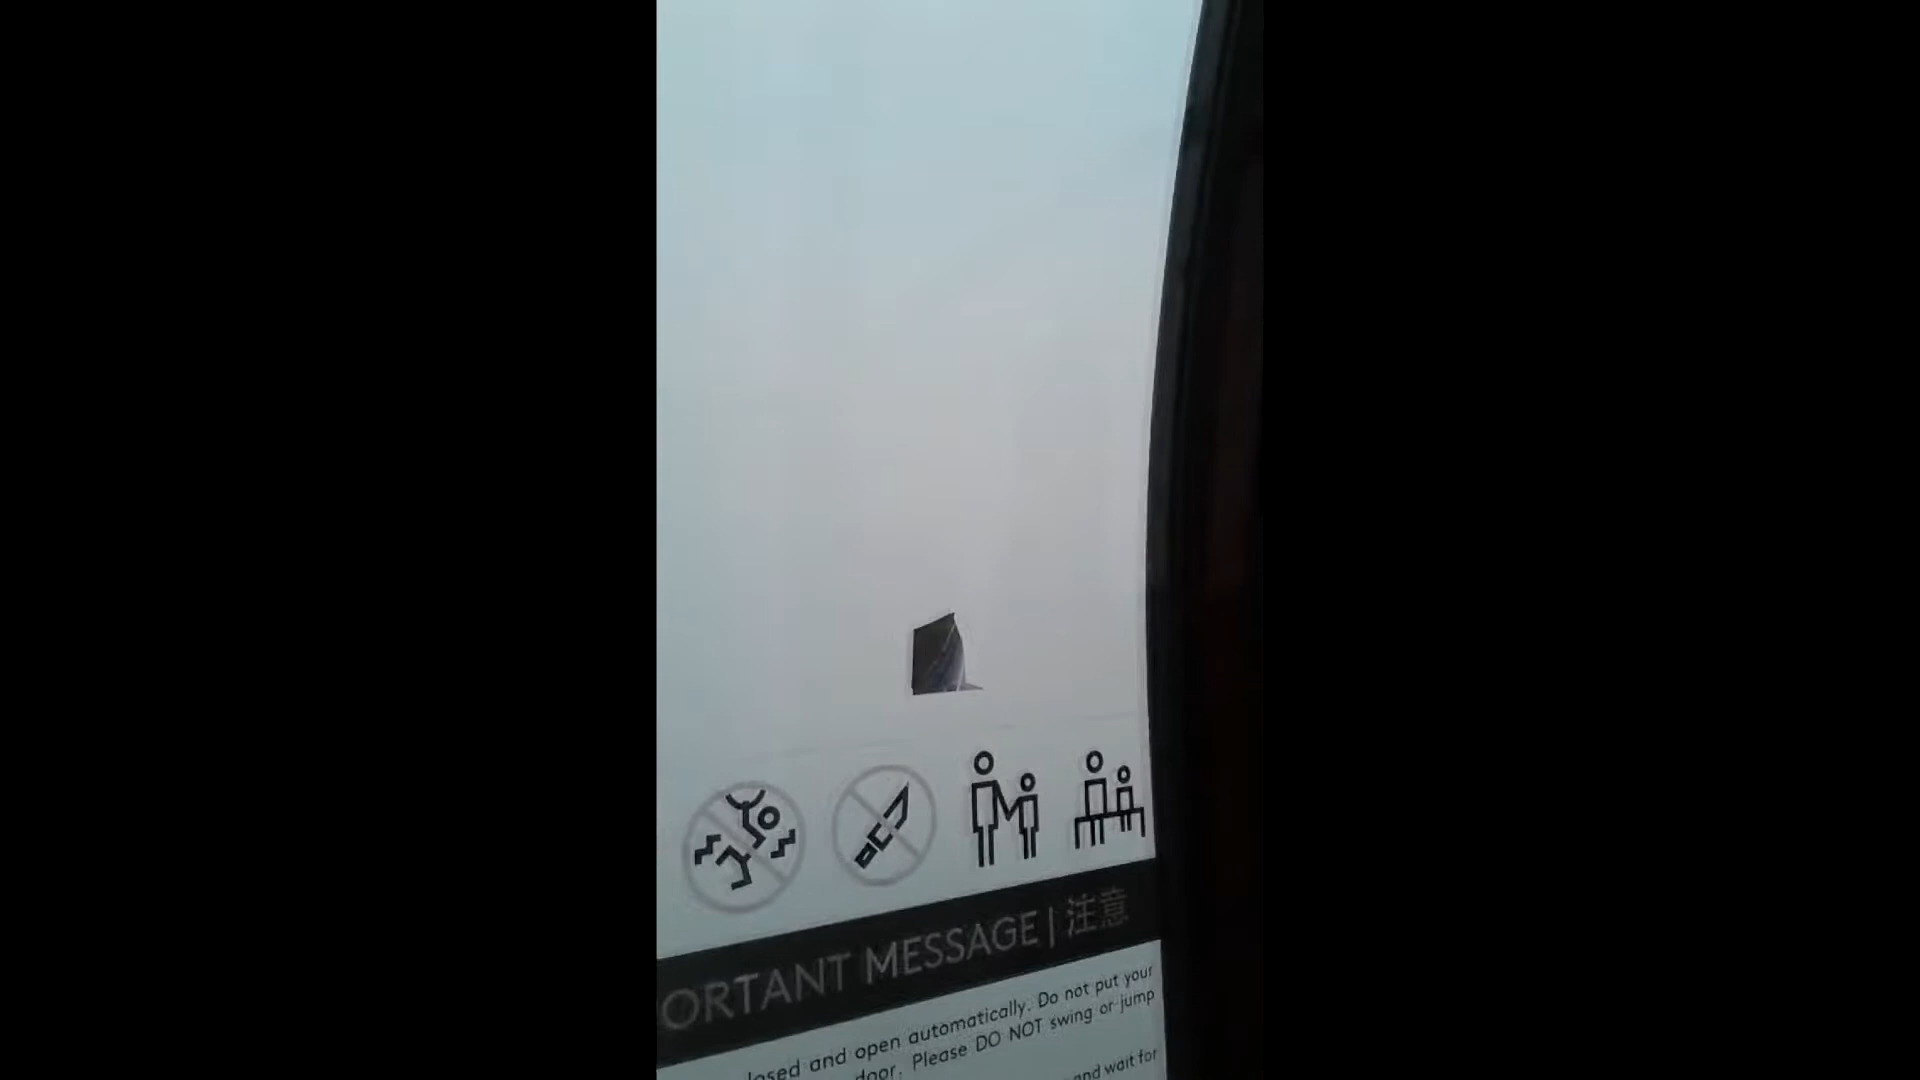 ORTANT MESSAGE | 注意
losed and open automatically. Do not put your
door. Please DO NOT swing or jump
and wait for